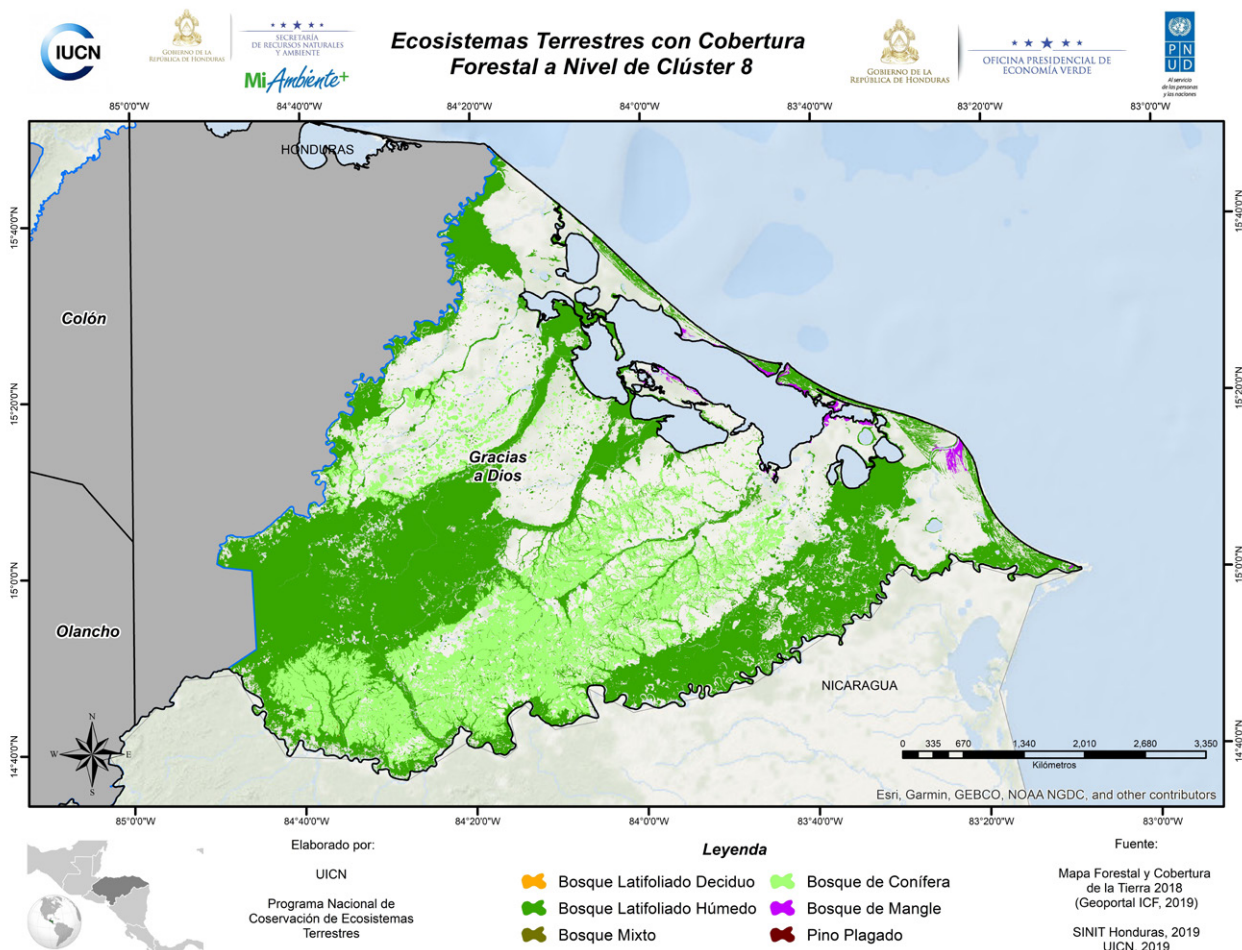 IUCN
GOBIERNO DE LA
REPÚBLICA DE HONDURAS
SECRETARÍA
DE RECURSOS NATURALES
Y AMBIENTE
MiAmbiente+
Ecosistemas Terrestres con Cobertura
Forestal a Nivel de Clúster 8
GOBIERNO DE LA
REPÚBLICA DE HONDURAS
OFICINA PRESIDENCIAL DE
ECONOMÍA VERDE
P N
U D
Al servicio
de las personas
y las naciones
85°0'0"W
84°40'0"W
84°20'0"W
84°0'0"W
83°40'0"W
83°20'0"W
83°0'0"W
HONDURAS
15°40'0"N
15°40'0"N
Colón
15°20'0"N
15°20'0"N
Gracias
a Dios
15°0'0"N
15°0'0"N
Olancho
NICARAGUA
14°40'0"N
14°40'0"N
N
W E
S
0 335 670 1,340 2,010 2,680 3,350
Kilómetros
Esri, Garmin, GEBCO, NOAA NGDC, and other contributors
85°0'0"W
84°40'0"W
84°20'0"W
84°0'0"W
83°40'0"W
83°20'0"W
83°0'0"W
Elaborado por:
UICN
Programa Nacional de
Coservación de Ecosistemas
Terrestres
Leyenda
Bosque Latifoliado Deciduo
Bosque Latifoliado Húmedo
Bosque Mixto
Bosque de Conífera
Bosque de Mangle
Pino Plagado
Fuente:
Mapa Forestal y Cobertura
de la Tierra 2018
(Geoportal ICF, 2019)
SINIT Honduras, 2019
UICN, 2019